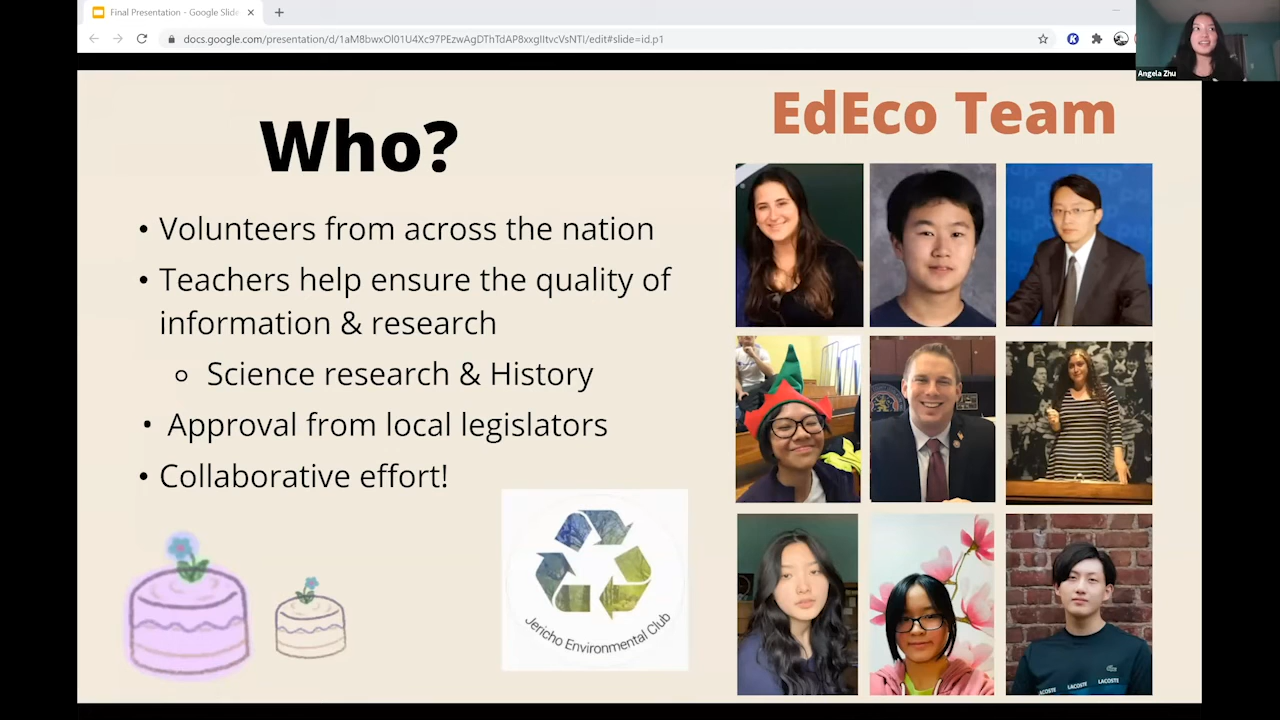 Final Presentation - Google Slide
docs.google.com/presentation/d/1aM8bwxOl01U4Xc97PEzwAgDThTdAP8xxgIItvcVsNTI/edit#slide=id.p1
Angela Zhu
EdEco Team
Who?
• Volunteers from across the nation
• Teachers help ensure the quality of
information & research
○ Science research & History
• Approval from local legislators
• Collaborative effort!
Jericho Environmental Club
LACOSTE LACOSTE LACOSTE